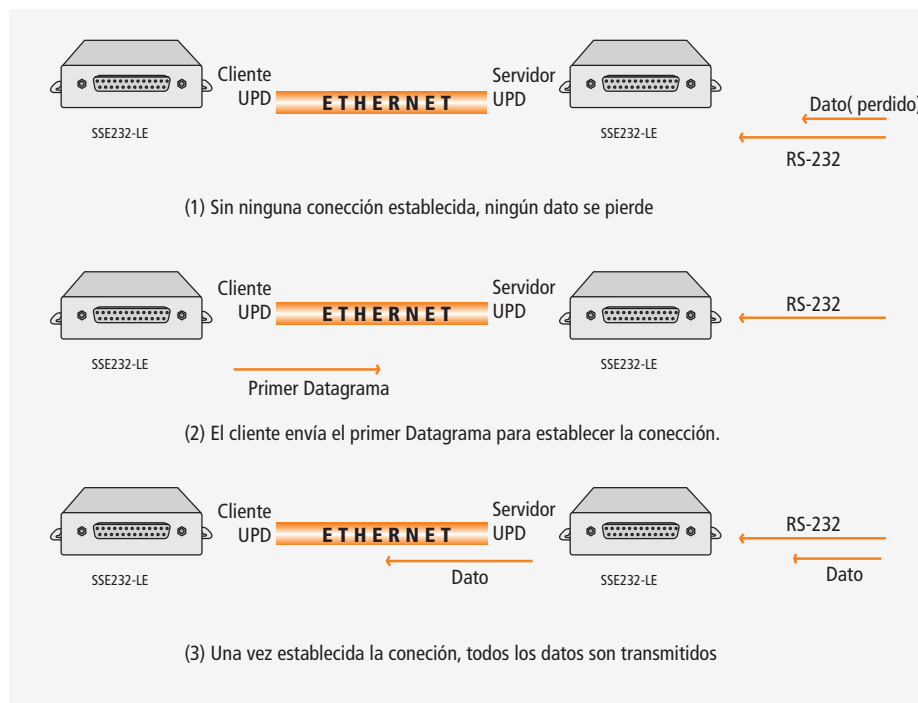 Cliente
UPD
ETHERNET
Servidor
UPD
Dato( perdido)
RS-232
SSE232-LE
SSE232-LE
(1) Sin ninguna conección establecida, ningún dato se pierde
Cliente
UPD
ETHERNET
Servidor
UPD
RS-232
SSE232-LE
SSE232-LE
Primer Datagrama
(2) El cliente envía el primer Datagrama para establecer la conección.
Cliente
UPD
ETHERNET
Servidor
UPD
RS-232
Dato
Dato
SSE232-LE
SSE232-LE
(3) Una vez establecida la coneción, todos los datos son transmitidos